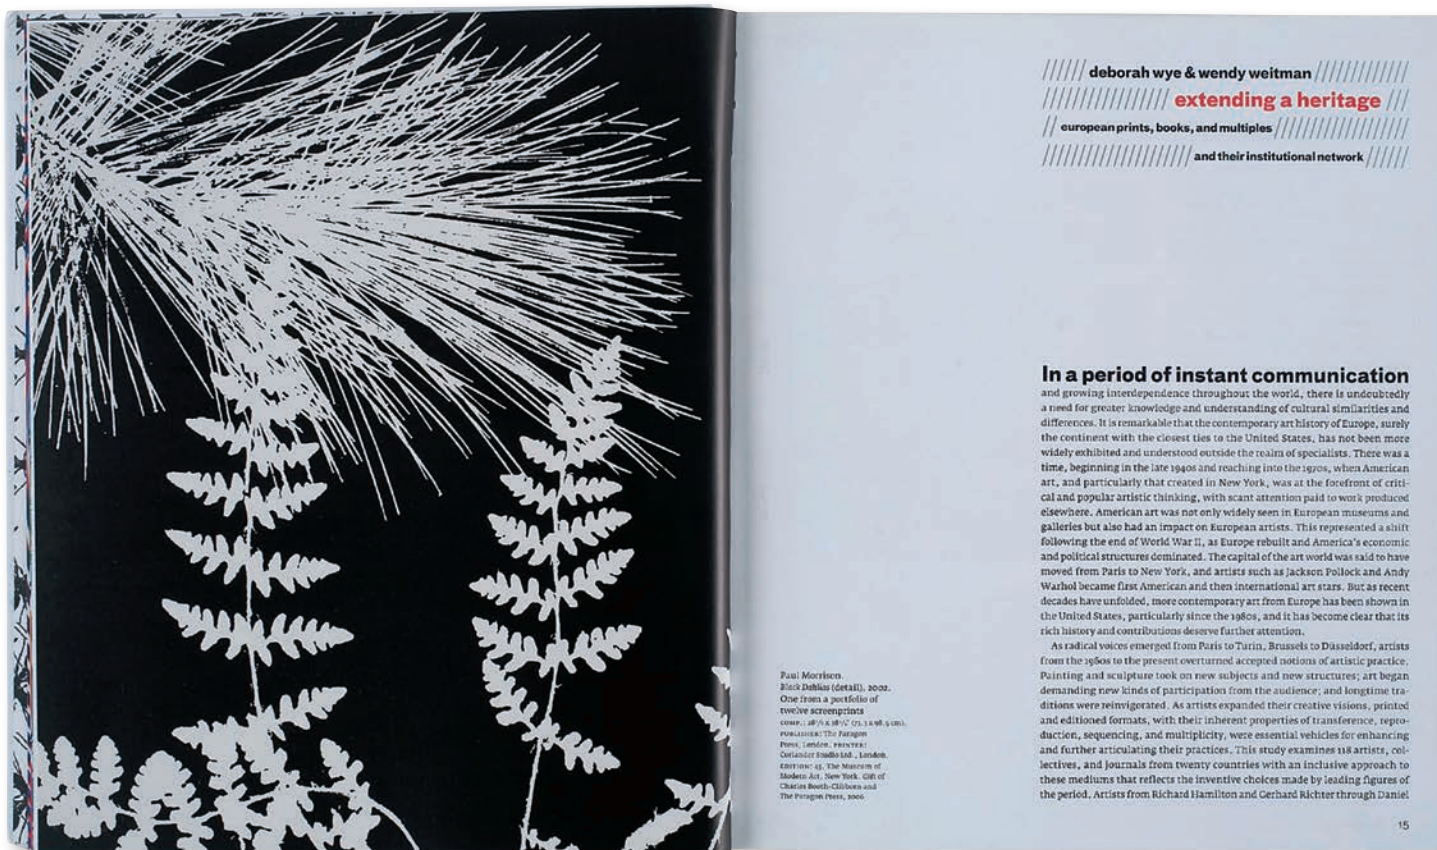 deborah wye & wendy weitman
extending a heritage
european prints, books, and multiples
and their institutional network
In a period of instant communication
and growing interdependence throughout the world, there is undoubtedly
a need for greater knowledge and understanding of cultural similarities and
differences. It is remarkable that the contemporary art history of Europe, surely
the continent with the closest ties to the United States, has not been more
widely exhibited and understood outside the realm of specialists. There was a
time, beginning in the late 1940s and reaching into the 1970s, when American
art, and particularly that created in New York, was at the forefront of criti-
cal and popular artistic thinking, with scant attention paid to work produced
elsewhere. American art was not only widely seen in European museums and
galleries but also had an impact on European artists. This represented a shift
following the end of World War II, as Europe rebuilt and America's economic
and political structures dominated. The capital of the art world was said to have
moved from Paris to New York, and artists such as Jackson Pollock and Andy
Warhol became first American and then international art stars. But as recent
decades have unfolded, more contemporary art from Europe has been shown in
the United States, particularly since the 1980s, and it has become clear that its
rich history and contributions deserve further attention.
As radical voices emerged from Paris to Turin, Brussels to Düsseldorf, artists
from the 1960s to the present overturned accepted notions of artistic practice.
Painting and sculpture took on new subjects and new structures; art began
demanding new kinds of participation from the audience; and longtime tra-
ditions were reinvigorated. As artists expanded their creative visions, printed
and editioned formats, with their inherent properties of transference, repro-
duction, sequencing, and multiplicity, were essential vehicles for enhancing
and further articulating their practices. This study examines 118 artists, col-
lectives, and journals from twenty countries with an inclusive approach to
these mediums that reflects the inventive choices made by leading figures of
the period. Artists from Richard Hamilton and Gerhard Richter through Daniel
Paul Morrison.
Black Dahlias (detail). 2002.
One from a portfolio of
twelve screenprints
COMP.:
PUBLISHER: The Paragon
Press, London. PRINTER:
Coriander Studio Ltd., London.
EDITION: 45. The Museum of
Modern Art, New York. Gift of
Charles Booth-Clibborn and
The Paragon Press, 2006
15